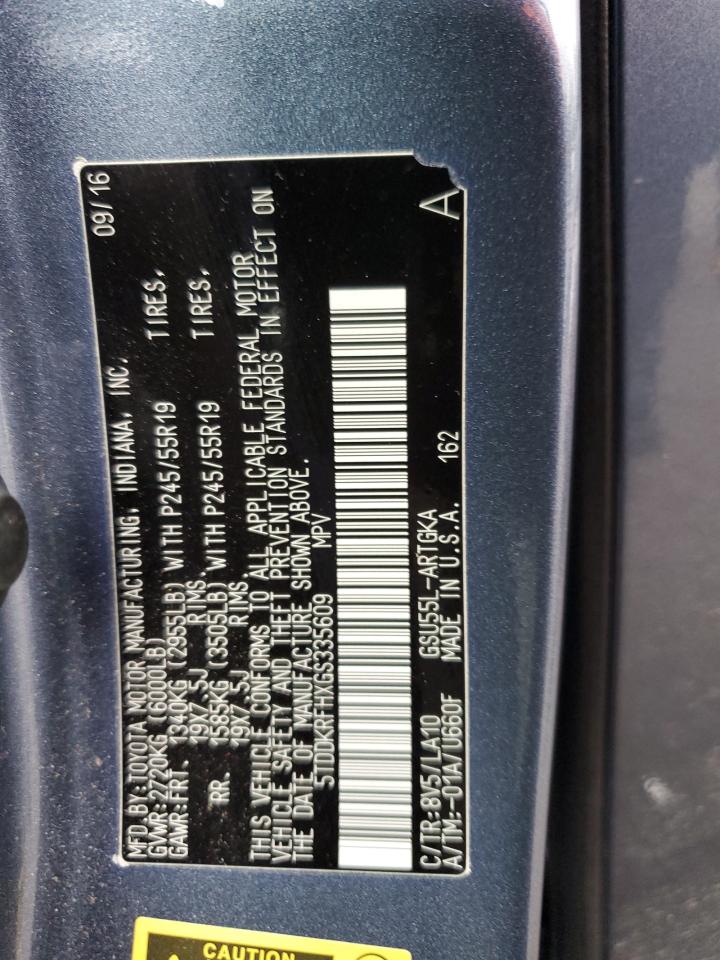 MFD.BY:TOYOTA MOTOR MANUFACTURING, INDIANA, INC. 09/16
GVWR:2720KG (6000LB)
GAWR:FRT. 1340KG (2955LB) WITH P245/55R19 TIRES,
19X7.5J RIMS,
RR. 1585KG (3505LB) WITH P245/55R19 TIRES,
19X7.5J RIMS.
THIS VEHICLE CONFORMS TO ALL APPLICABLE FEDERAL MOTOR
VEHICLE SAFETY AND THEFT PREVENTION STANDARDS IN EFFECT ON
THE DATE OF MANUFACTURE SHOWN ABOVE.
5TDDKRFHXGS335609 MPV
C/TR:8V5/LA10 GSU55L-ARTGKA
A/TM:-01A/U660F MADE IN U.S.A. 162 A
CAUTION